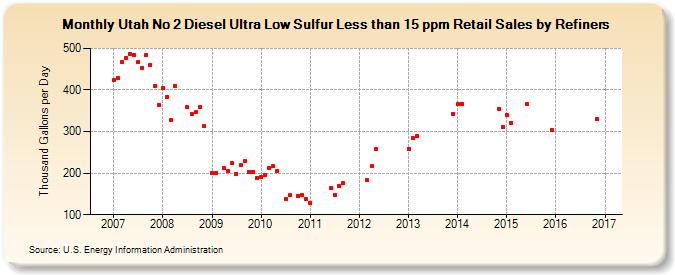 Monthly Utah No 2 Diesel Ultra Low Sulfur Less than 15 ppm Retail Sales by Refiners
Thousand Gallons per Day
500
400
300
200
100
2007 2008 2009 2010 2011 2012 2013 2014 2015 2016 2017
Source: U.S. Energy Information Administration